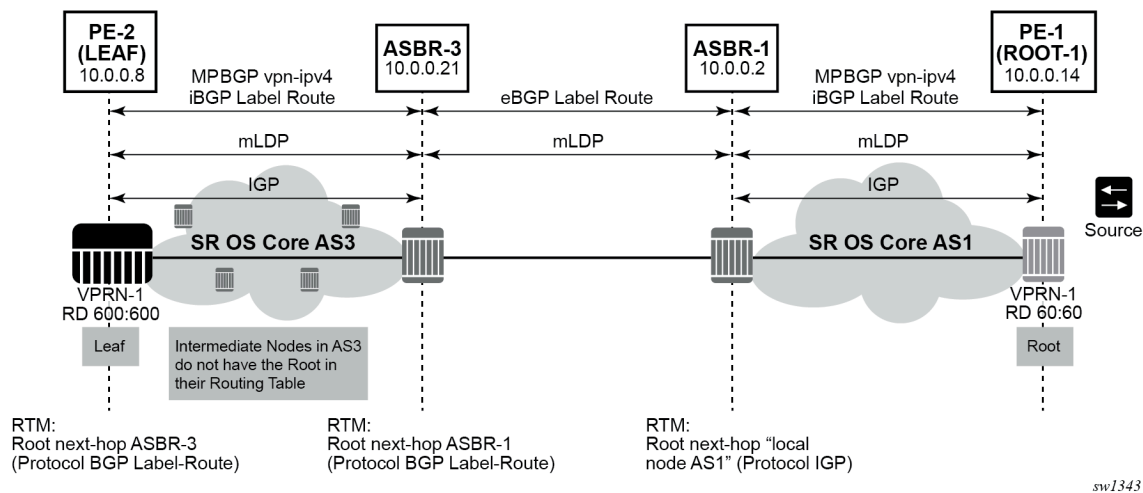 PE-2
(LEAF)
10.0.0.8
ASBR-3
10.0.0.21
ASBR-1
10.0.0.2
PE-1
(ROOT-1)
10.0.0.14
MPBGP vpn-ipv4
iBGP Label Route
eBGP Label Route
MPBGP vpn-ipv4
iBGP Label Route
mLDP
mLDP
mLDP
IGP
IGP
SR OS Core AS3
SR OS Core AS1
Source
VPRN-1
RD 600:600
VPRN-1
RD 60:60
Leaf
Intermediate Nodes in AS3
do not have the Root in
their Routing Table
Root
RTM:
Root next-hop ASBR-3
(Protocol BGP Label-Route)
RTM:
Root next-hop ASBR-1
(Protocol BGP Label-Route)
RTM:
Root next-hop “local
node AS1” (Protocol IGP)
sw1343